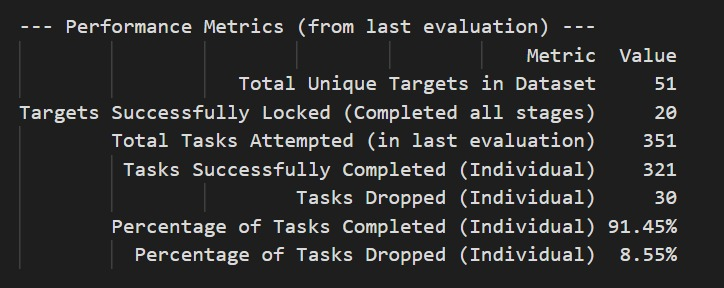 --- Performance Metrics (from last evaluation) ---
Metric Value
Total Unique Targets in Dataset 51
Targets Successfully Locked (Completed all stages) 20
Total Tasks Attempted (in last evaluation) 351
Tasks Successfully Completed (Individual) 321
Tasks Dropped (Individual) 30
Percentage of Tasks Completed (Individual) 91.45%
Percentage of Tasks Dropped (Individual) 8.55%